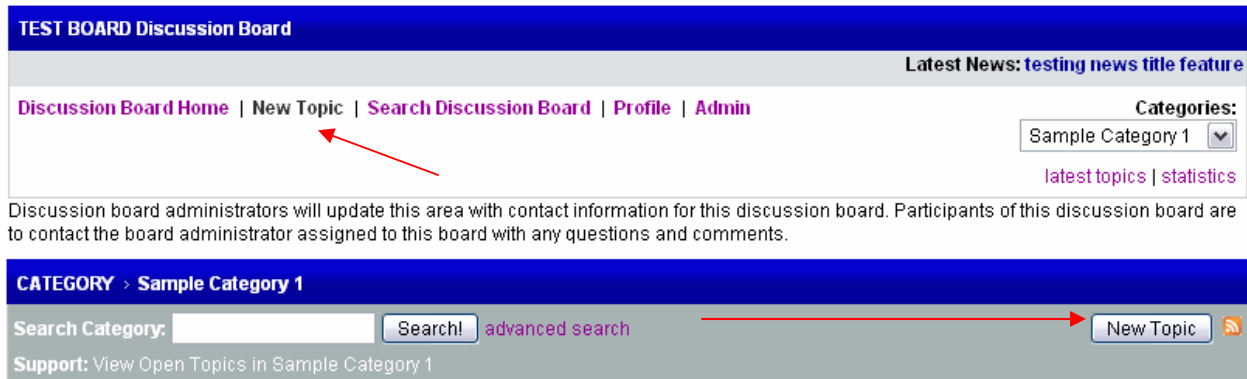 TEST BOARD Discussion Board
Latest News: testing news title feature
Discussion Board Home | New Topic | Search Discussion Board | Profile | Admin
Categories:
Sample Category 1
latest topics | statistics
Discussion board administrators will update this area with contact information for this discussion board. Participants of this discussion board are
to contact the board administrator assigned to this board with any questions and comments.
CATEGORY > Sample Category 1
Search Category: Search! advanced search New Topic
Support: View Open Topics in Sample Category 1